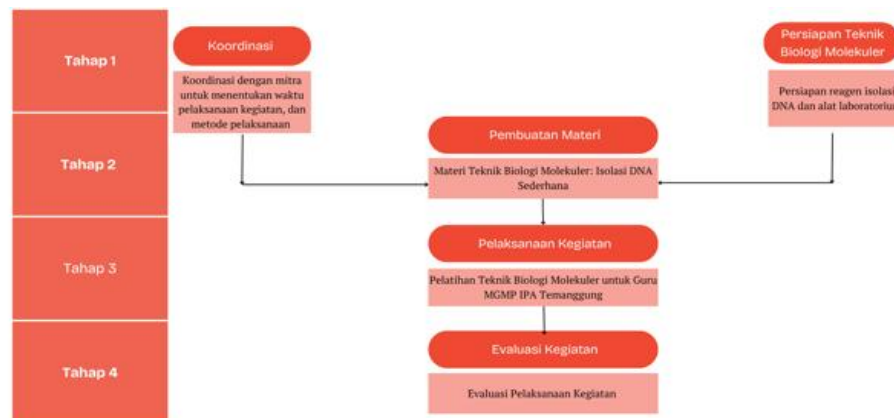 Tahap 1
Koordinasi
Koordinasi dengan mitra
untuk menentukan waktu
pelaksanaan kegiatan, dan
metode pelaksanaan
Persiapan Teknik
Biologi Molekuler
Persiapan reagen isolasi
DNA dan alat laboratorium
Tahap 2
Pembuatan Materi
Materi Teknik Biologi Molekuler: Isolasi DNA
Sederhana
Tahap 3
Pelaksanaan Kegiatan
Pelatihan Teknik Biologi Molekuler untuk Guru
MGMP IPA Temanggung
Tahap 4
Evaluasi Kegiatan
Evaluasi Pelaksanaan Kegiatan